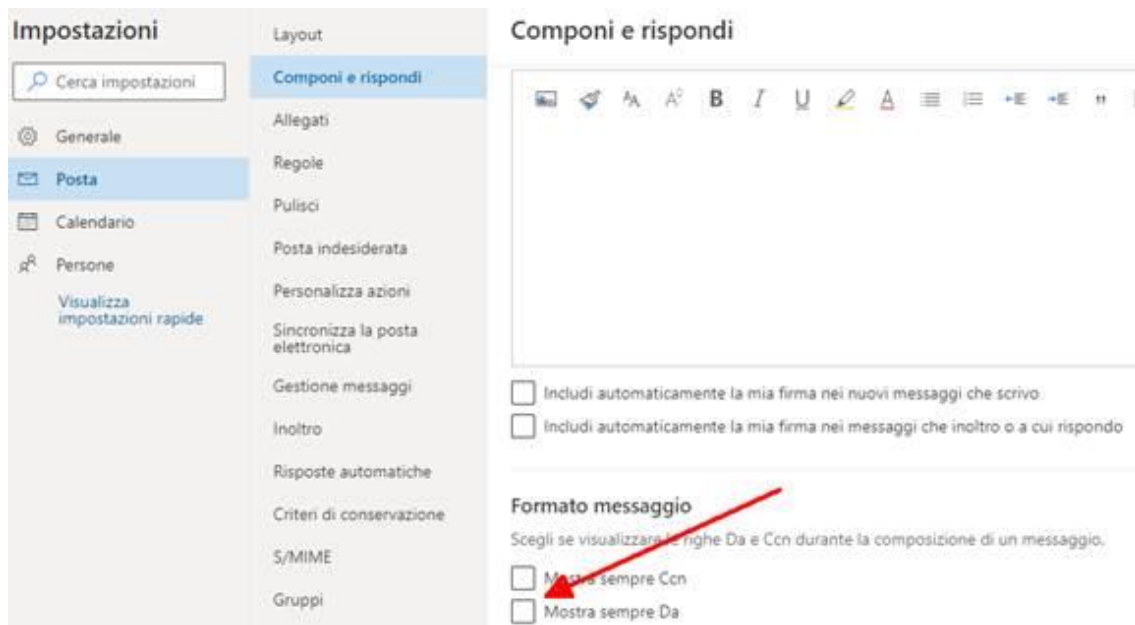 Impostazioni
Cerca impostazioni
Generale
Posta
Calendario
Persone
Visualizza
impostazioni rapide
Layout
Componi e rispondi
Allegati
Regole
Pulisci
Posta indesiderata
Personalizza azioni
Sincronizza la posta
elettronica
Gestione messaggi
Inoltro
Risposte automatiche
Criteri di conservazione
S/MIME
Gruppi
Componi e rispondi
B I U A
Includi automaticamente la mia firma nei nuovi messaggi che scrivo
Includi automaticamente la mia firma nei messaggi che inoltro o a cui rispondo
Formato messaggio
Scegli se visualizzare le righe Da e Ccn durante la composizione di un messaggio.
Mostra sempre Ccn
Mostra sempre Da